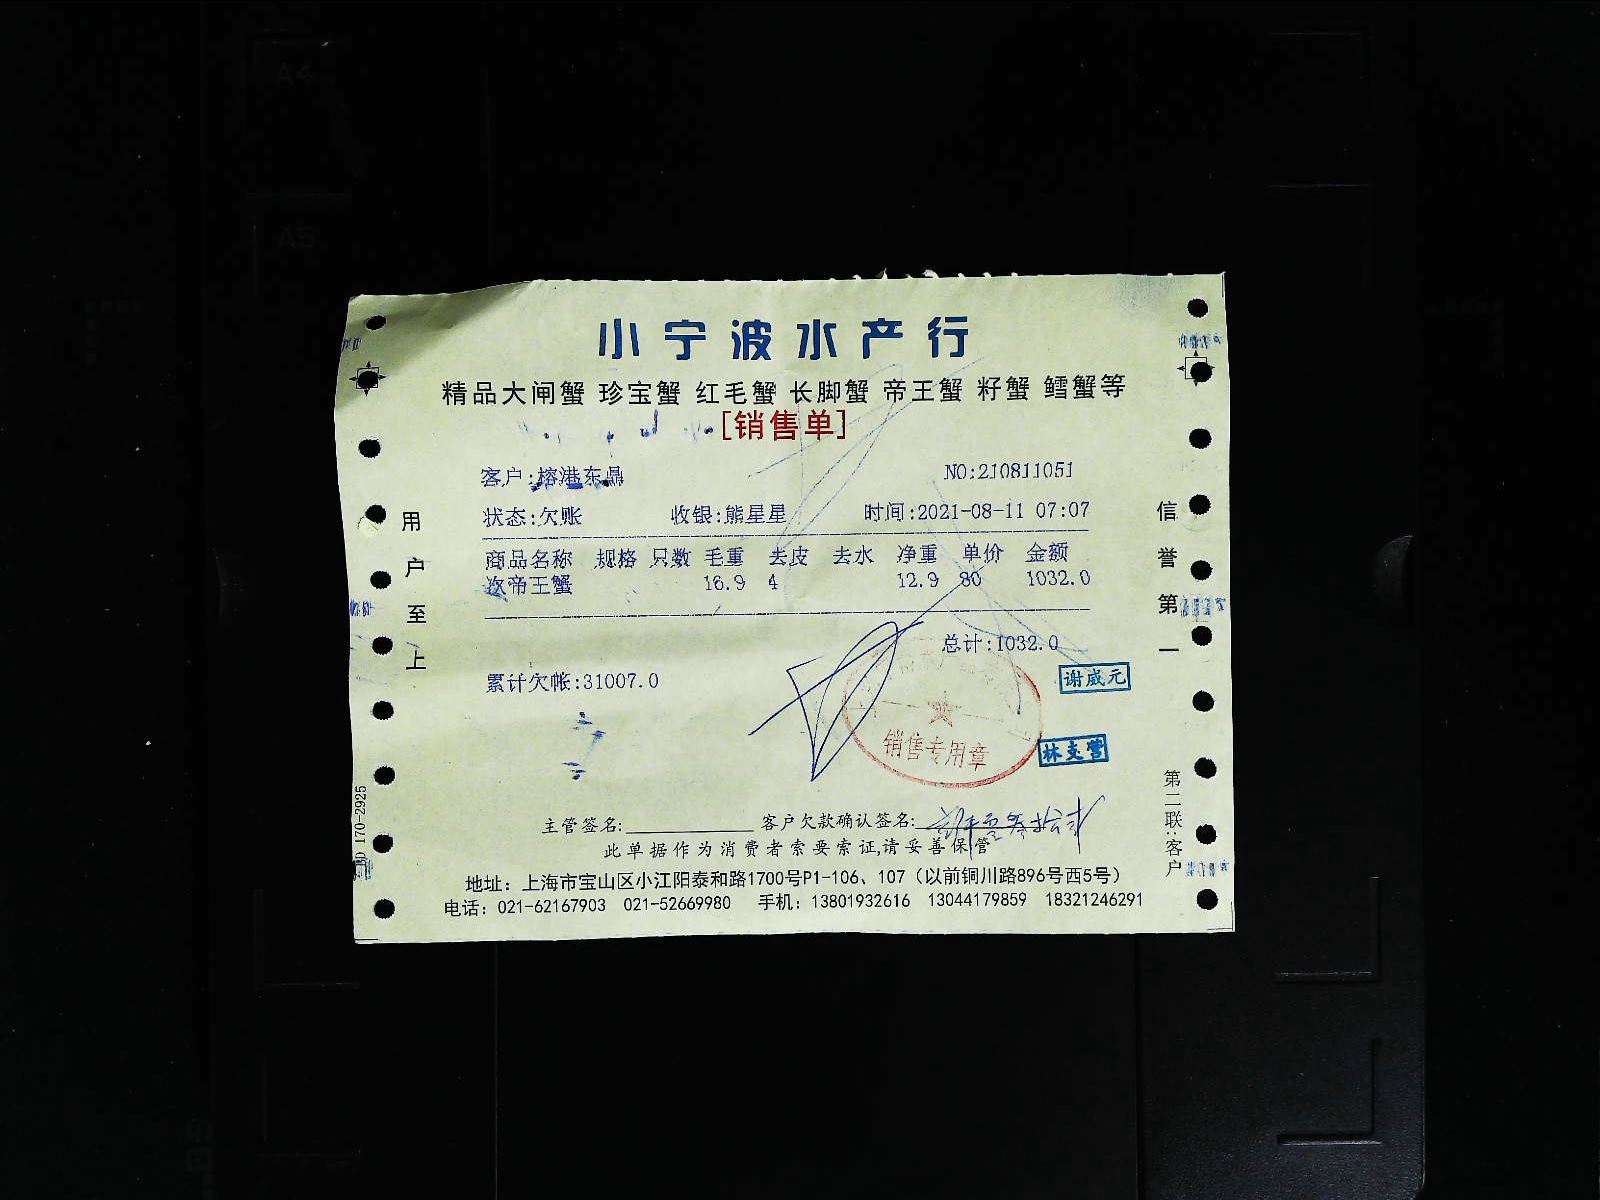 小宁波水产行
精品大闸蟹 珍宝蟹 红毛蟹 长脚蟹 帝王蟹 籽蟹 鳕蟹等
[销售单]
客户:榕港东鼎
NO:210811051
状态:欠账 收银:熊星星 时间:2021-08-11 07:07
商品名称 规格 只数 毛重 去皮 去水 净重 单价 金额
次帝王蟹 16.9 4 12.9 80 1032.0
总计:1032.0
累计欠帐:31007.0
谢威元
销售专用章
林支营
主管签名: 客户欠款确认签名:
此单据作为消费者索要索证,请妥善保管
地址：上海市宝山区小江阳泰和路1700号P1-106、107（以前铜川路896号西5号）
电话：021-62167903 021-52669980 手机：13801932616 13044179859 18321246291
用户至上
信誉第一
第二联:客户
170-2925
A4
A5